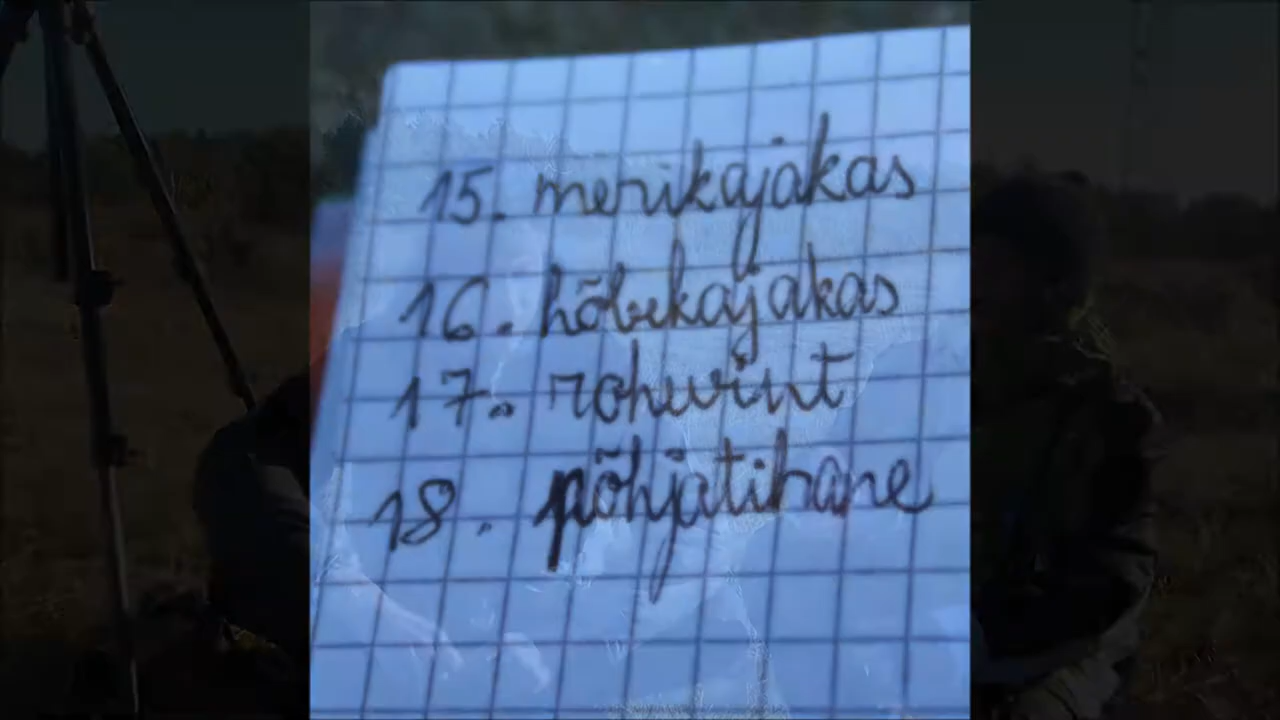 15. merikajakas
16. hõbekajakas
17. rohevint
18. põhjatihane